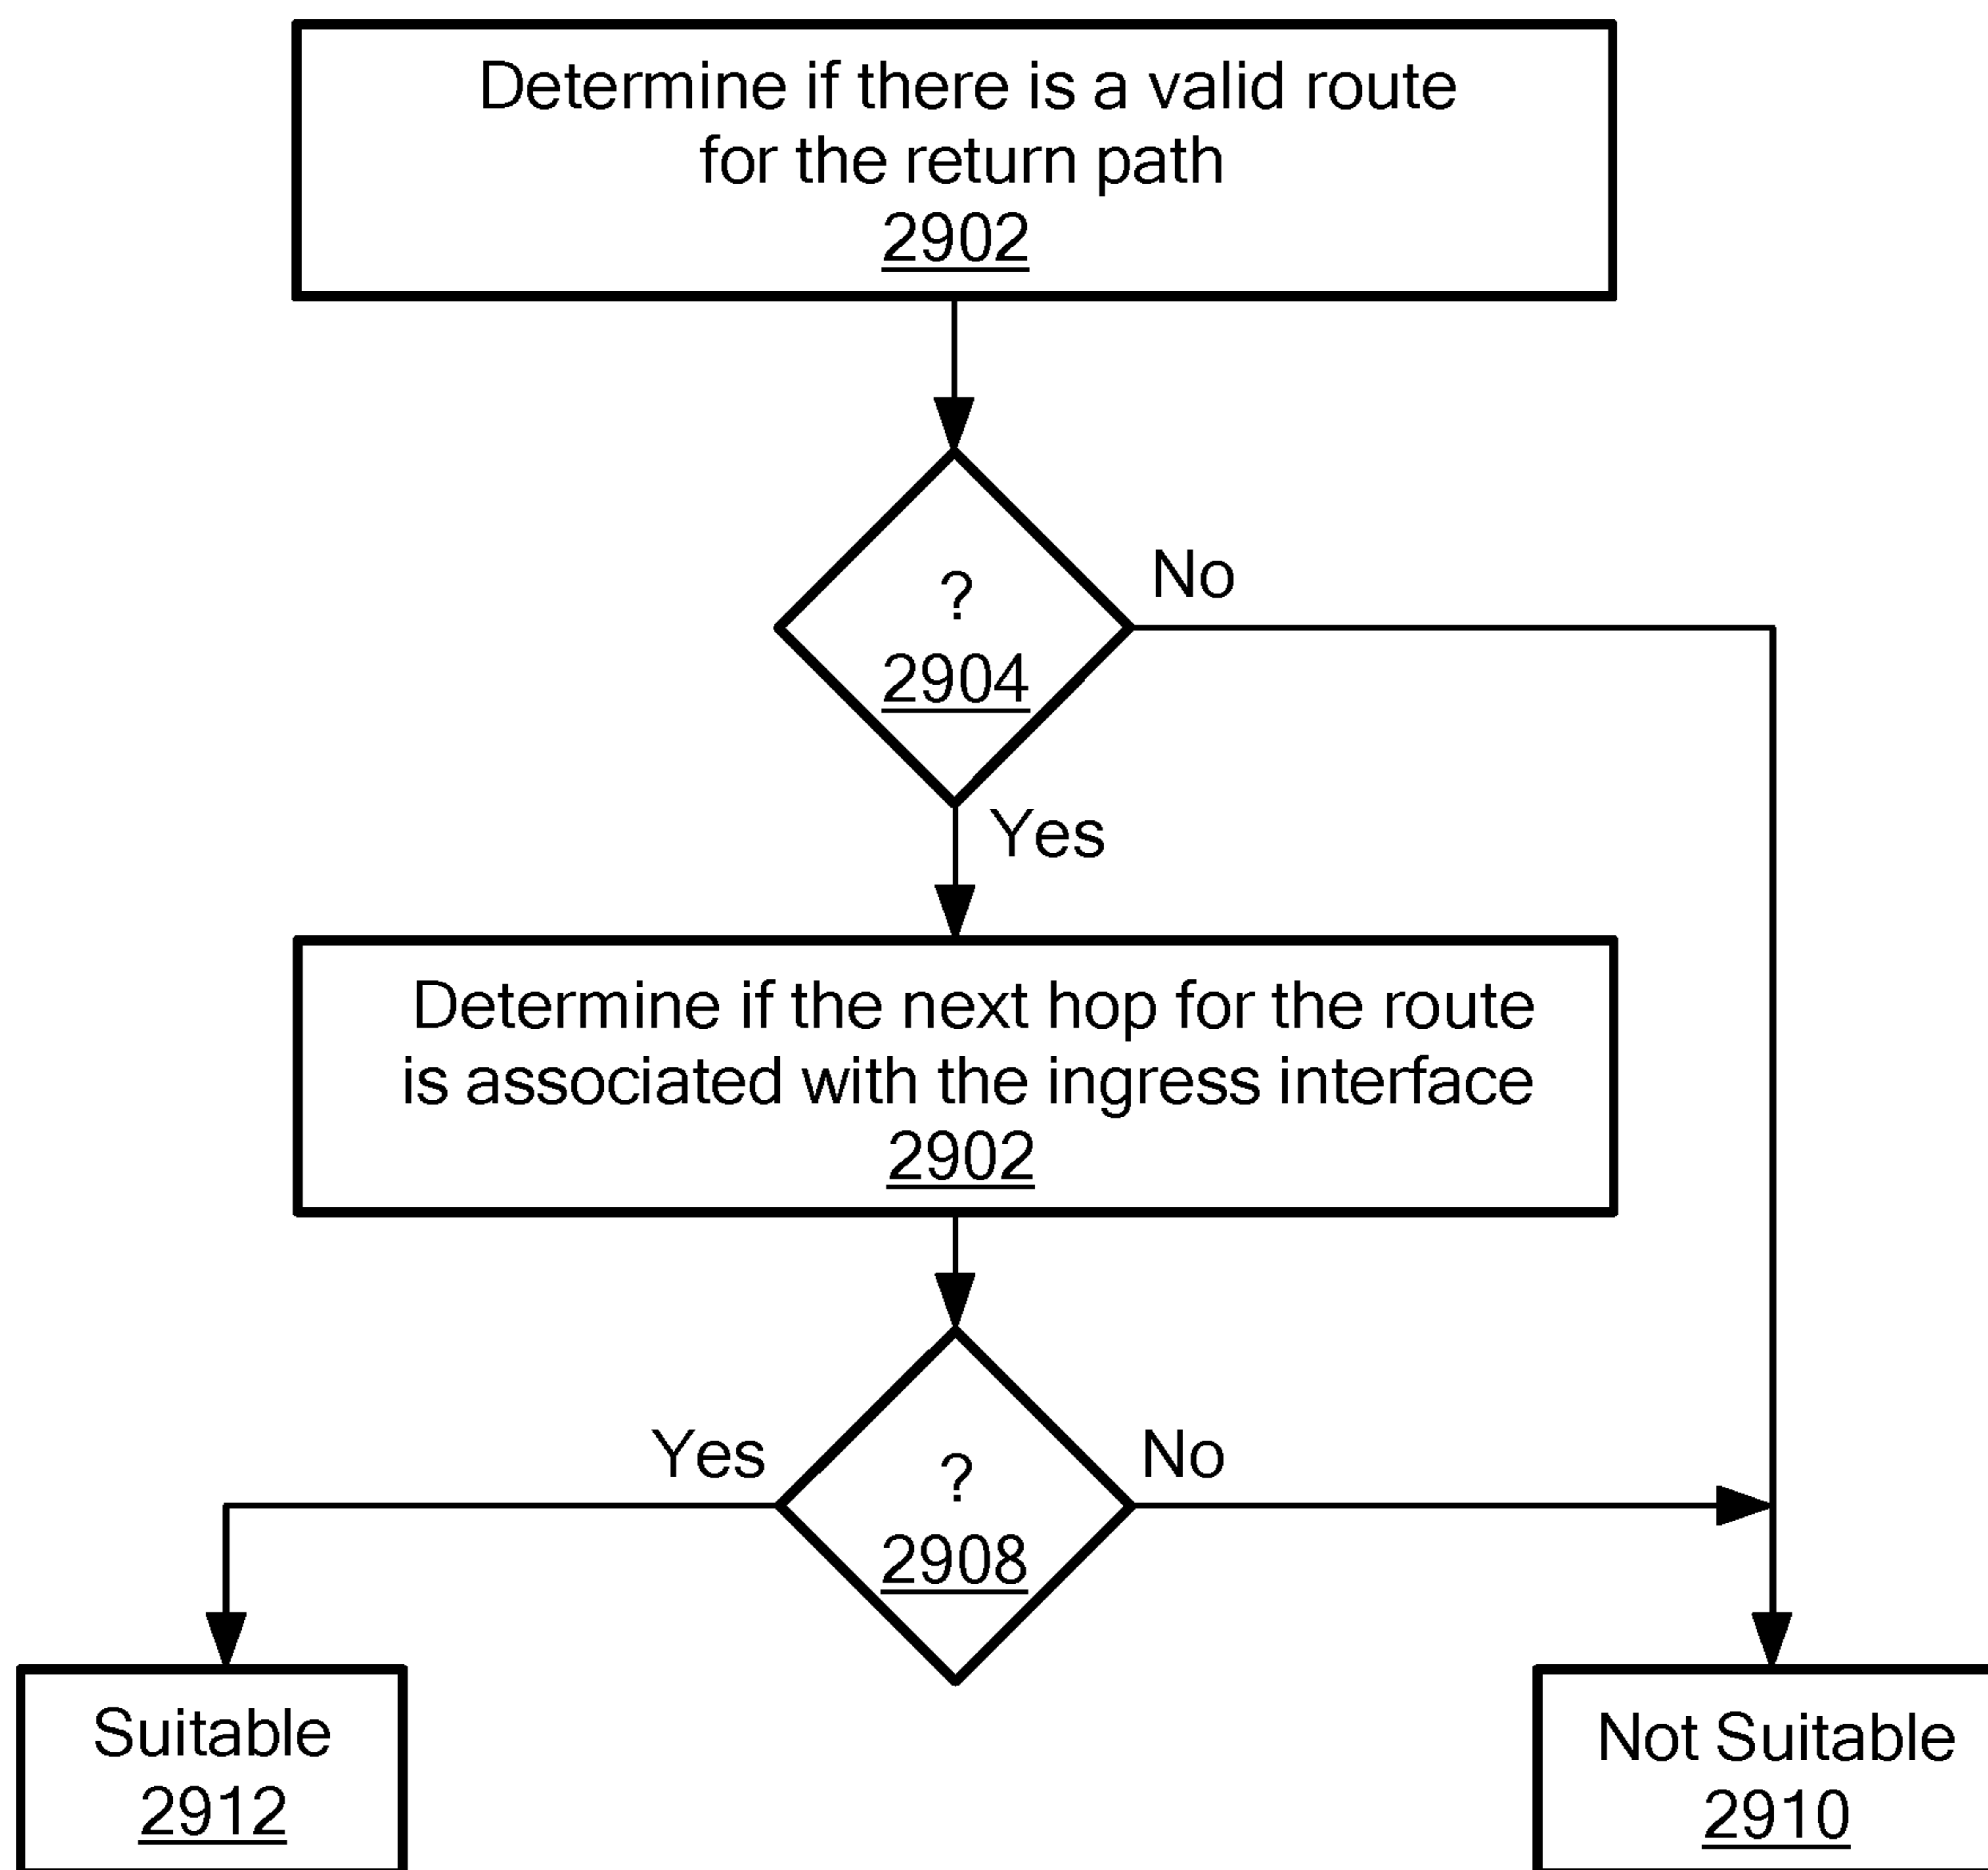 Determine if there is a valid route
for the return path
2902
?
2904
No
Yes
Determine if the next hop for the route
is associated with the ingress interface
2902
Yes
?
2908
No
Suitable
2912
Not Suitable
2910